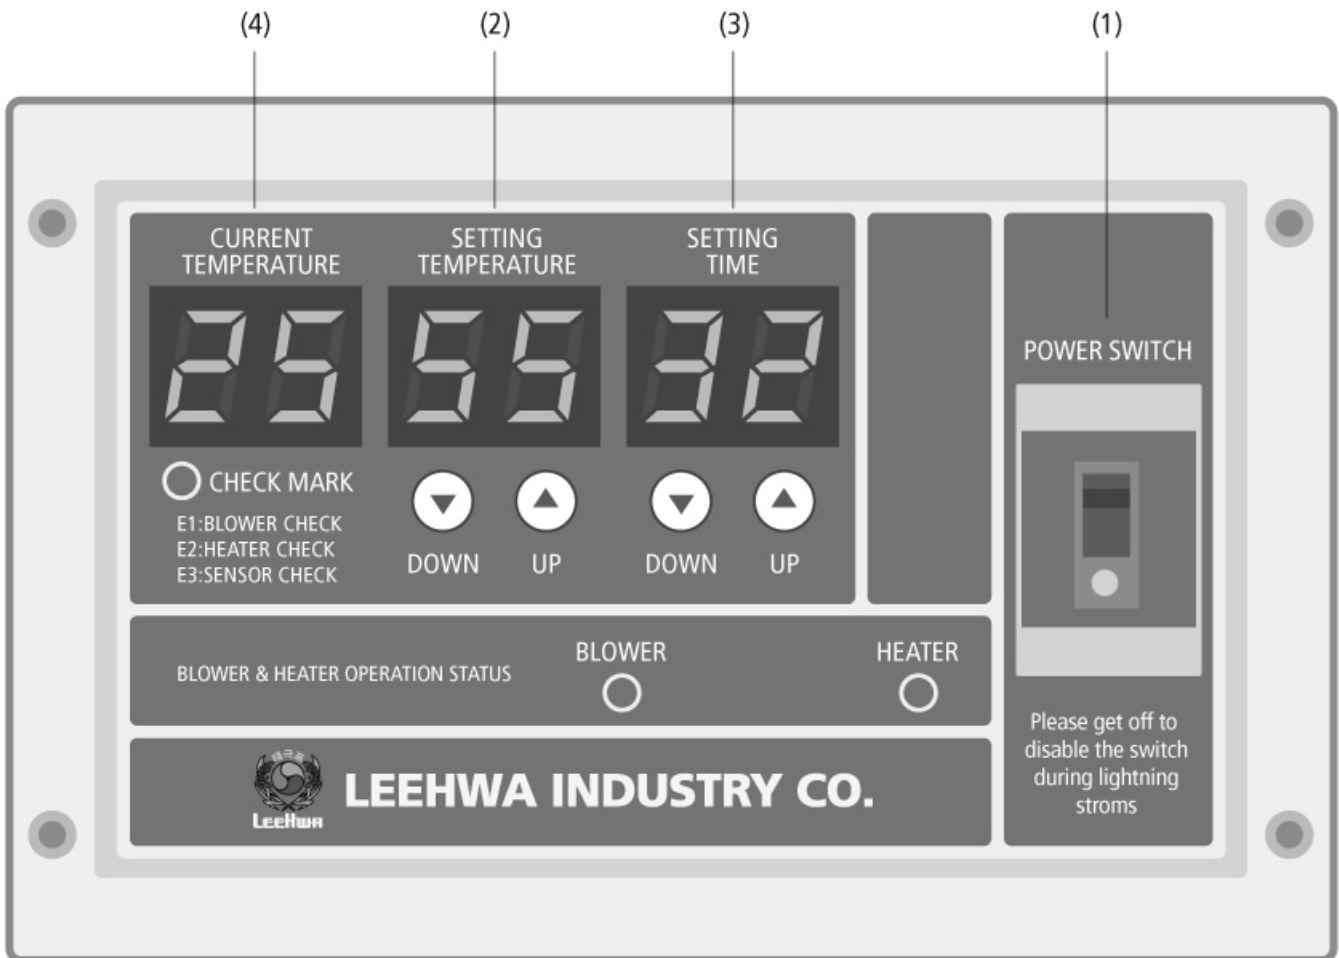 (4)
(2)
(3)
(1)
CURRENT
TEMPERATURE
SETTING
TEMPERATURE
SETTING
TIME
25
55
32
CHECK MARK
E1:BLOWER CHECK
E2:HEATER CHECK
E3:SENSOR CHECK
DOWN
UP
DOWN
UP
POWER SWITCH
BLOWER & HEATER OPERATION STATUS
BLOWER
HEATER
Please get off to
disable the switch
during lightning
stroms
LEEHWA
LEEHWA INDUSTRY CO.